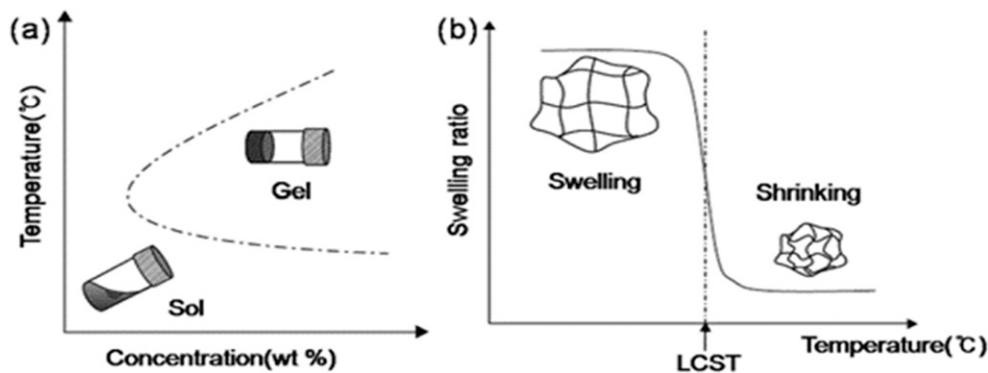 (a)
Temperature(℃)
Gel
Sol
Concentration(wt %)
(b)
Swelling ratio
Swelling
Shrinking
LCST
Temperature(℃)